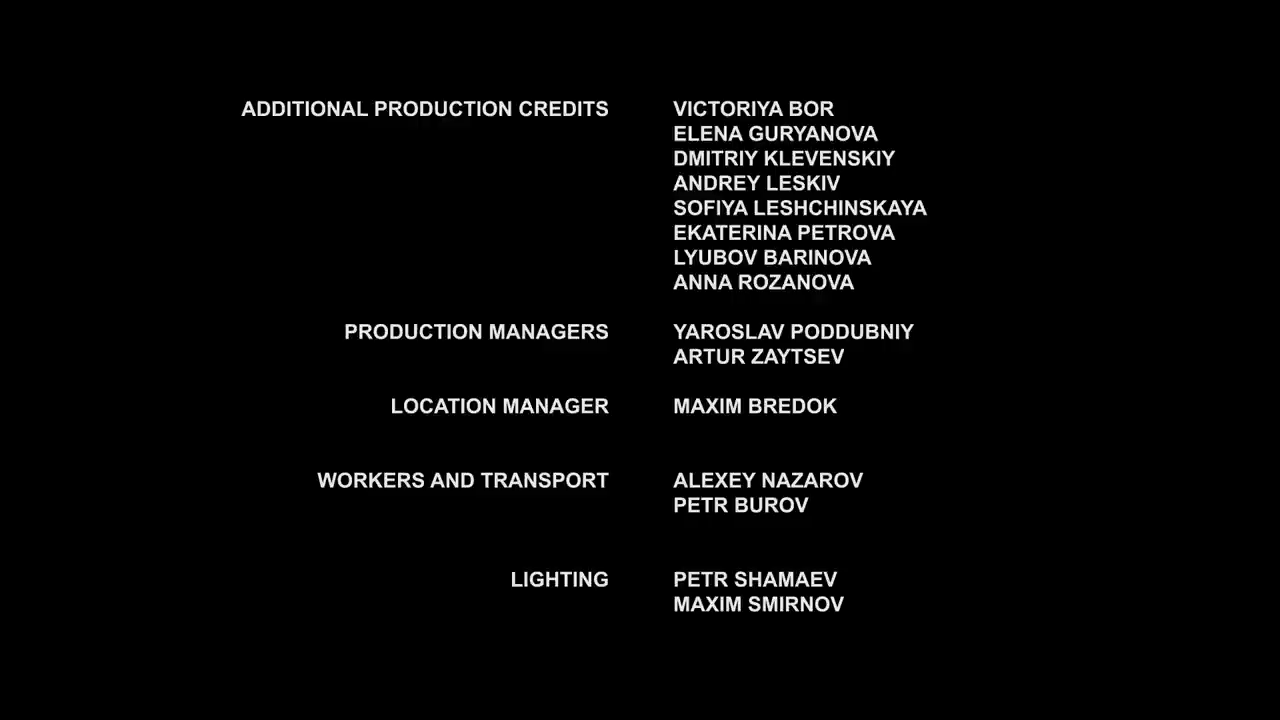 ADDITIONAL PRODUCTION CREDITS VICTORIYA BOR
ELENA GURYANOVA
DMITRIY KLEVENSKIY
ANDREY LESKIV
SOFIYA LESHCHINSKAYA
EKATERINA PETROVA
LYUBOV BARINOVA
ANNA ROZANOVA
PRODUCTION MANAGERS YAROSLAV PODDUBNIY
ARTUR ZAYTSEV
LOCATION MANAGER MAXIM BREDOK
WORKERS AND TRANSPORT ALEXEY NAZAROV
PETR BUROV
LIGHTING PETR SHAMAEV
MAXIM SMIRNOV